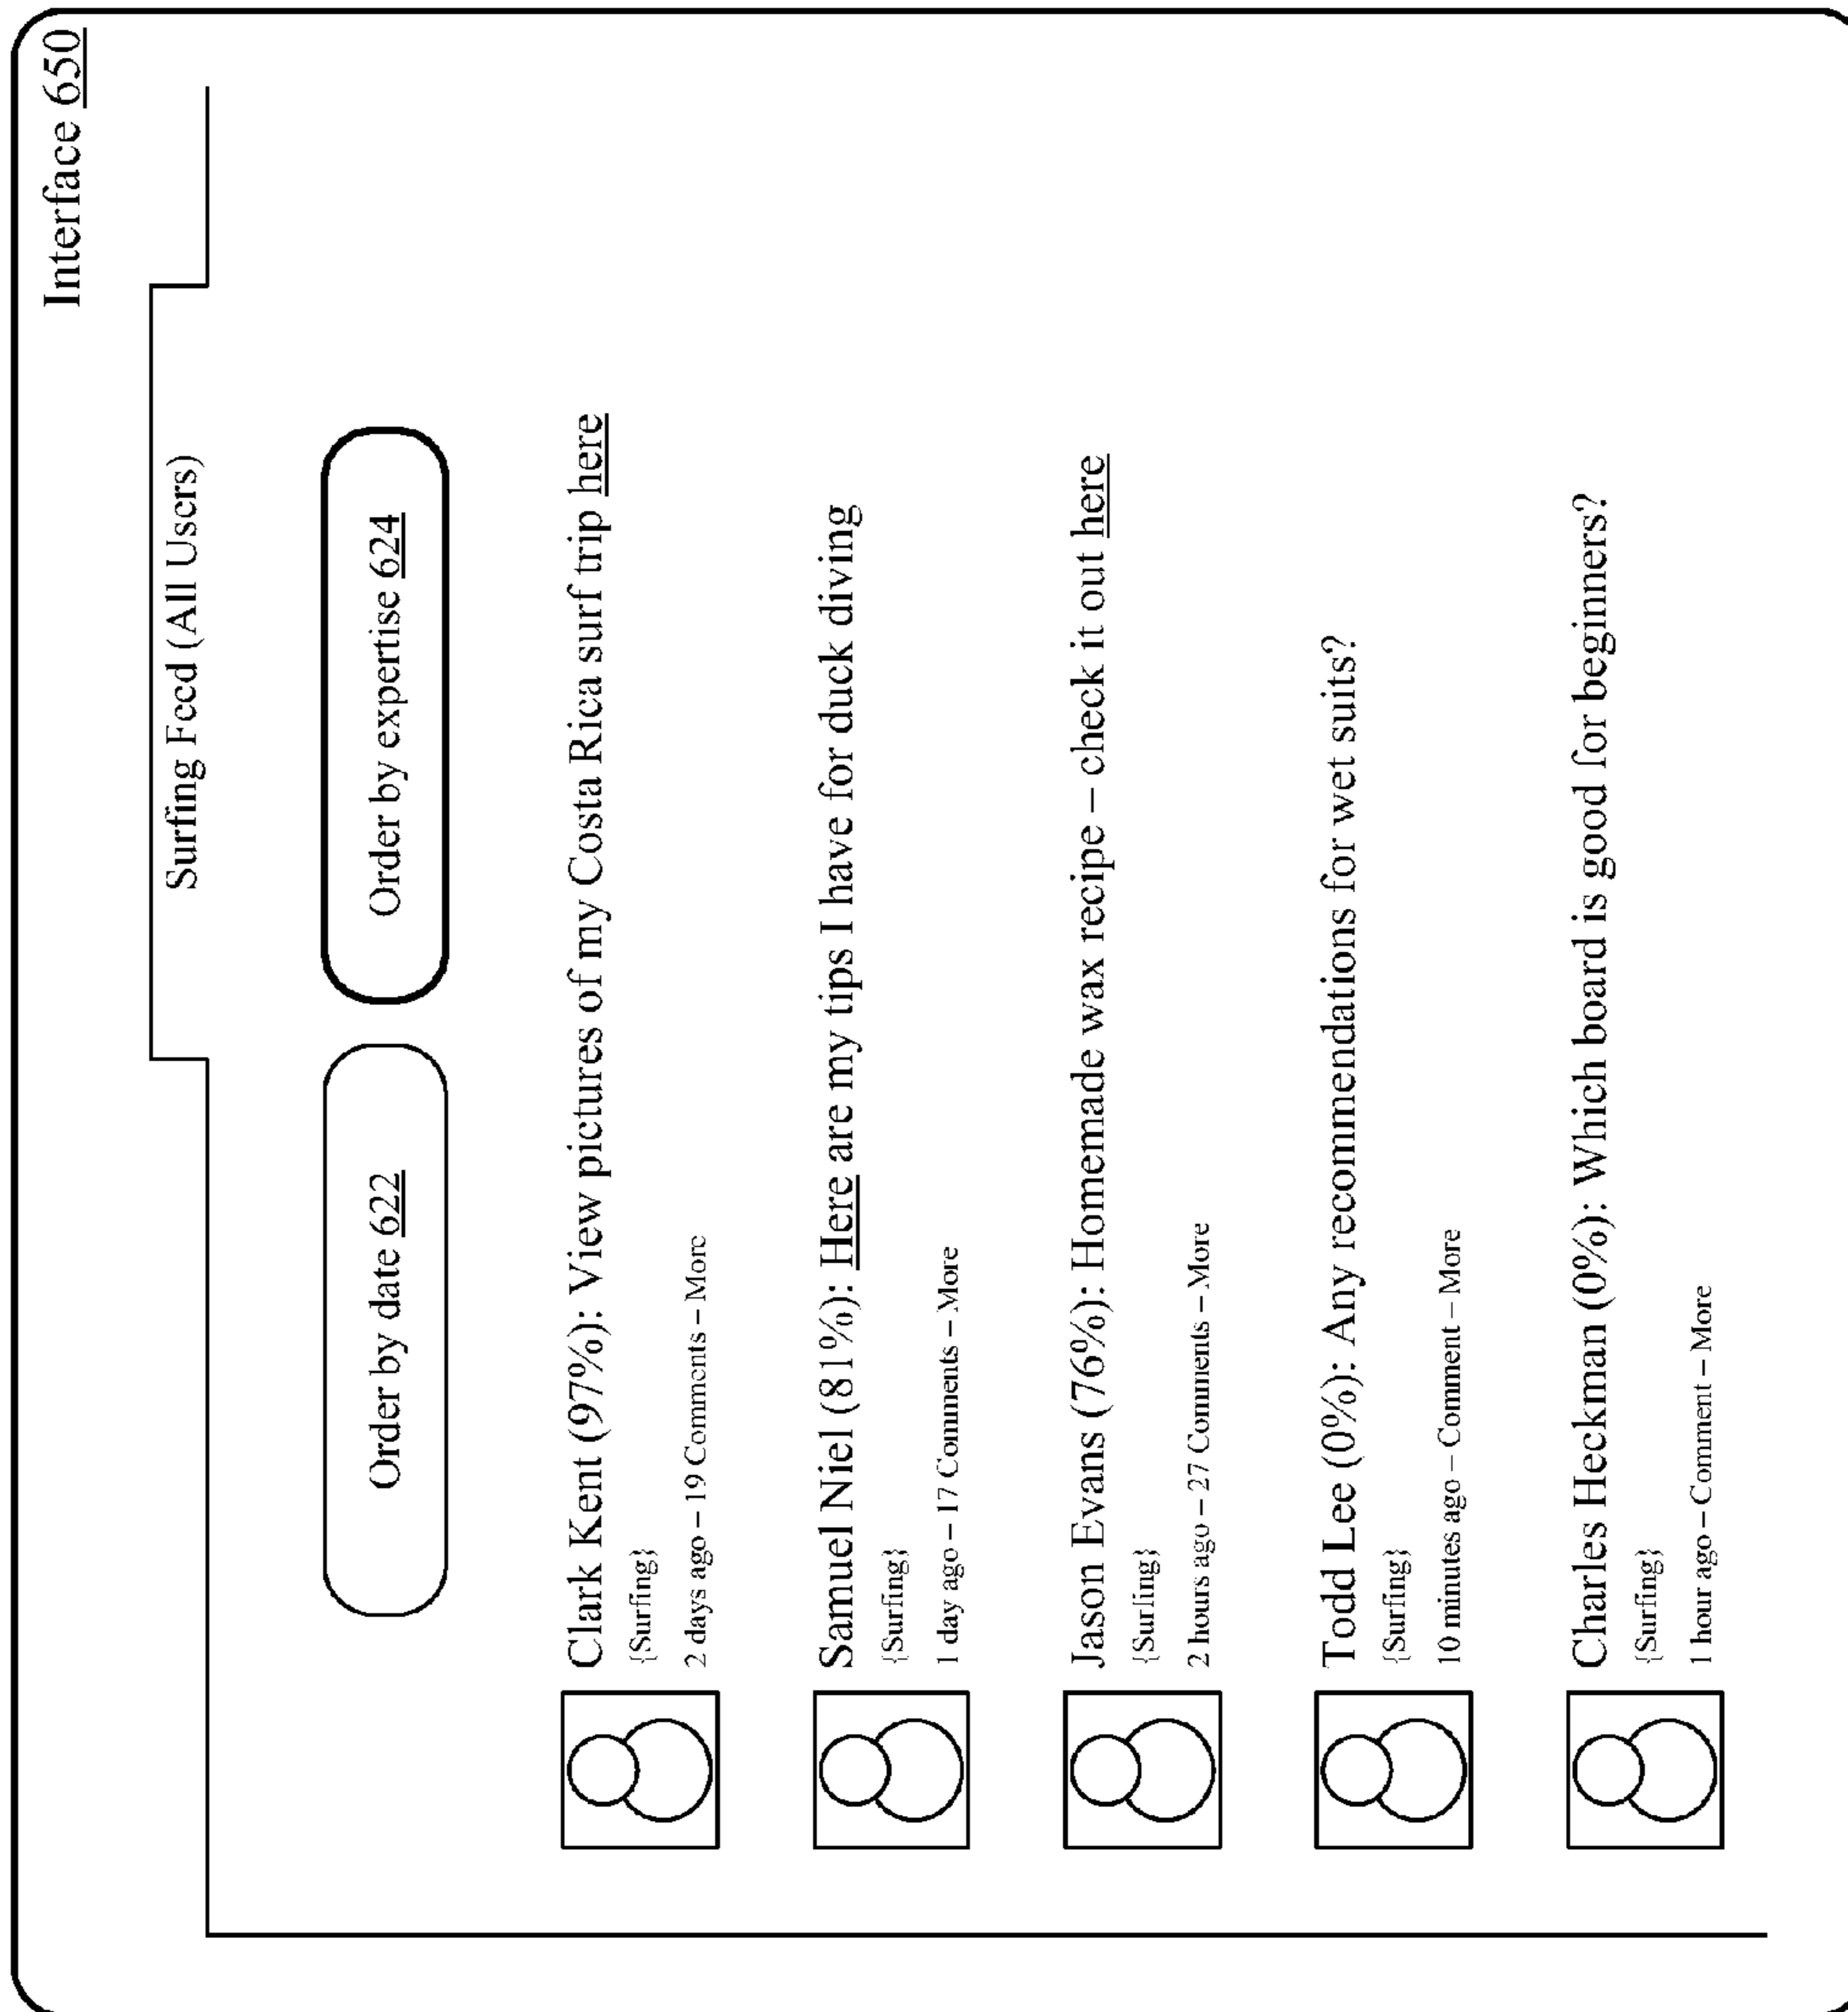 Interface 650
Surfing Feed (All Users)
Order by date 622
Order by expertise 624
Clark Kent (97%): View pictures of my Costa Rica surf trip here
{Surfing}
2 days ago – 19 Comments – More
Samuel Niel (81%): Here are my tips I have for duck diving
{Surfing}
1 day ago – 17 Comments – More
Jason Evans (76%): Homemade wax recipe – check it out here
{Surfing}
2 hours ago – 27 Comments – More
Todd Lee (0%): Any recommendations for wet suits?
{Surfing}
10 minutes ago – Comment – More
Charles Heckman (0%): Which board is good for beginners?
{Surfing}
1 hour ago – Comment – More